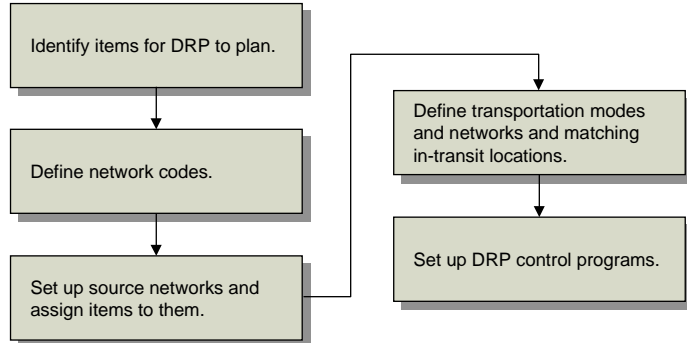 Identify items for DRP to plan.
Define network codes.
Set up source networks and
assign items to them.
Define transportation modes
and networks and matching
in-transit locations.
Set up DRP control programs.